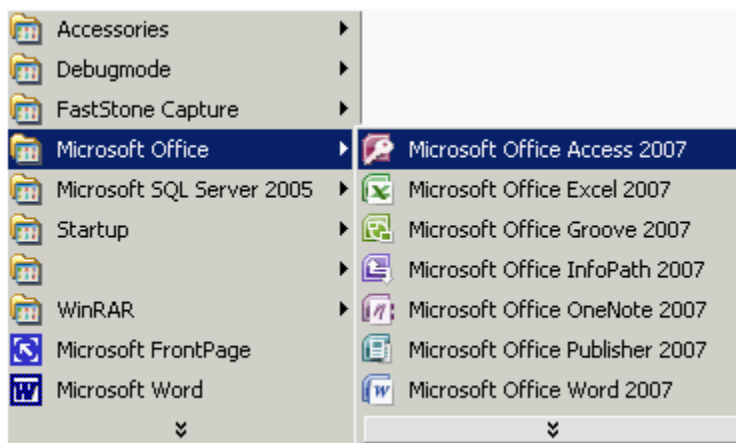 Accessories
Debugmode
FastStone Capture
Microsoft Office
Microsoft SQL Server 2005
Startup
WinRAR
Microsoft FrontPage
Microsoft Word
Microsoft Office Access 2007
Microsoft Office Excel 2007
Microsoft Office Groove 2007
Microsoft Office InfoPath 2007
Microsoft Office OneNote 2007
Microsoft Office Publisher 2007
Microsoft Office Word 2007